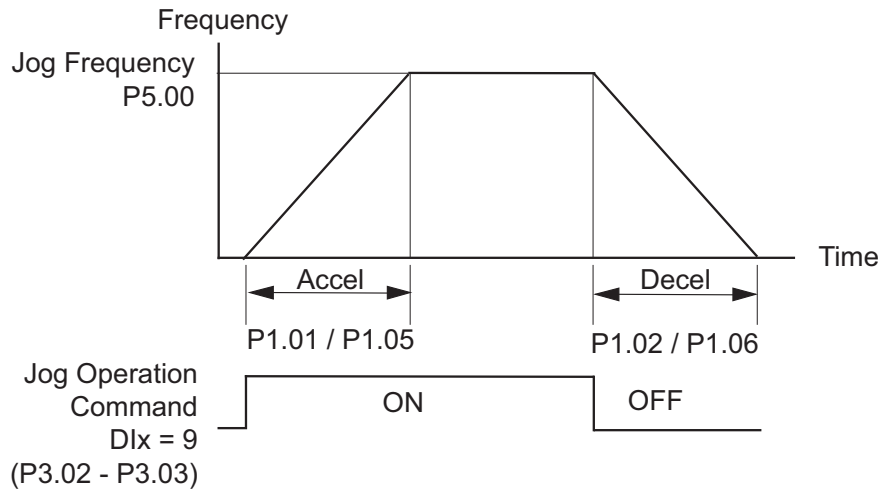 Frequency
Jog Frequency
P5.00
Time
Accel
Decel
P1.01 / P1.05
P1.02 / P1.06
Jog Operation
Command
DIx = 9
(P3.02 - P3.03)
ON
OFF